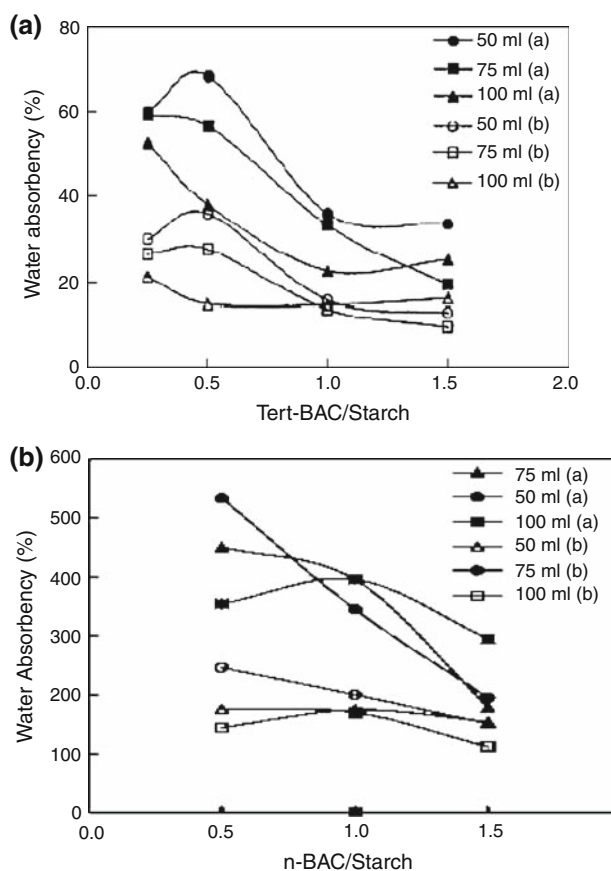 (a)
80
60
40
20
0
Water absorbency (%)
50 ml (a)
75 ml (a)
100 ml (a)
50 ml (b)
75 ml (b)
100 ml (b)
0.0 0.5 1.0 1.5 2.0
Tert-BAC/Starch
(b)
600
500
400
300
200
100
0
Water Absorbency (%)
75 ml (a)
50 ml (a)
100 ml (a)
50 ml (b)
75 ml (b)
100 ml (b)
0.0 0.5 1.0 1.5
n-BAC/Starch